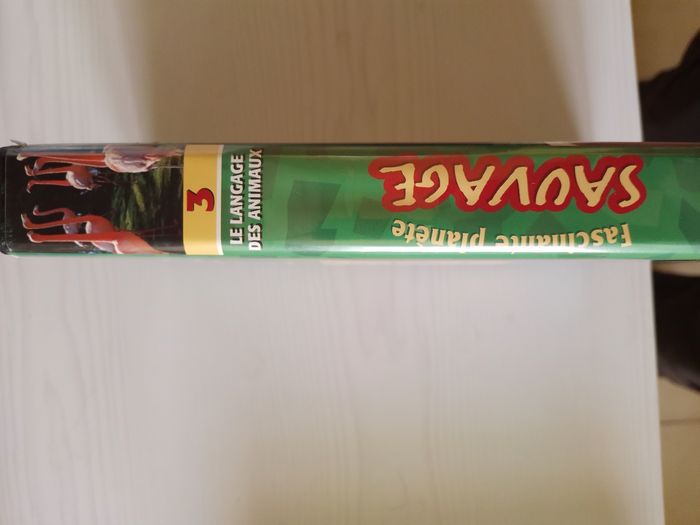 Fascinante planète
SAUVAGE
3
LE LANGAGE
DES ANIMAUX